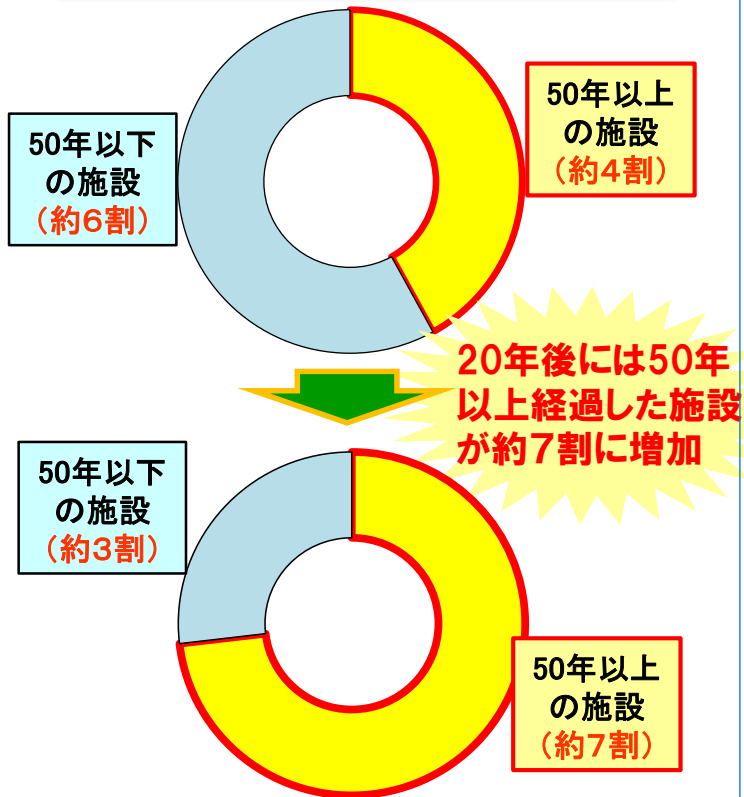 50年以上
の施設
（約４割）
50年以下
の施設
（約６割）
20年後には50年
以上経過した施設
が約７割に増加
50年以下
の施設
（約３割）
50年以上
の施設
（約７割）